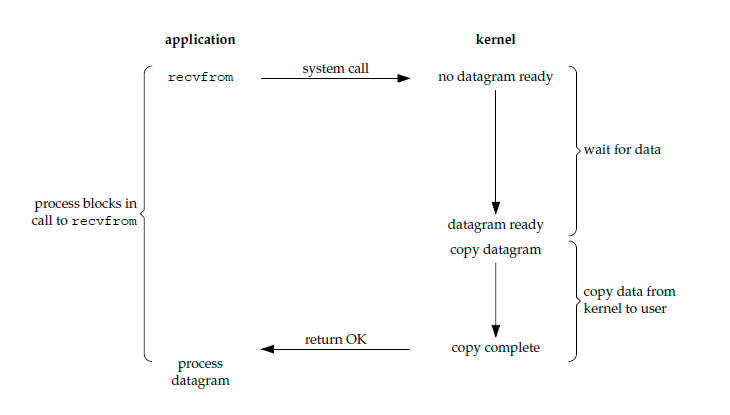 application
kernel
recvfrom
system call
no datagram ready
wait for data
process blocks in
call to recvfrom
datagram ready
copy datagram
copy data from
kernel to user
return OK
copy complete
process
datagram